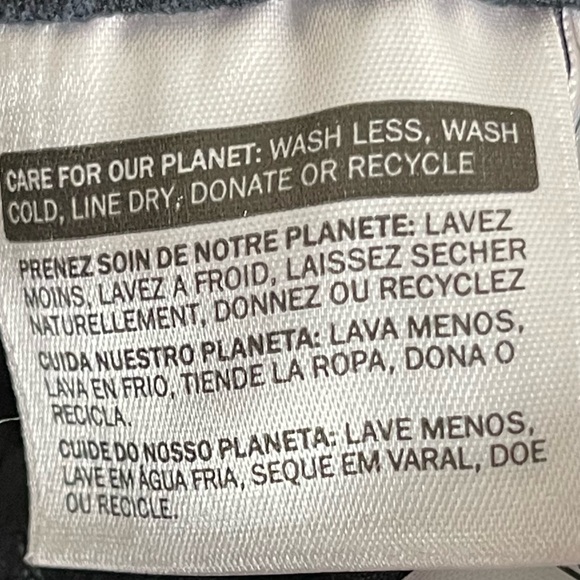 CARE FOR OUR PLANET: WASH LESS, WASH
COLD, LINE DRY, DONATE OR RECYCLE
PRENEZ SOIN DE NOTRE PLANETE: LAVEZ
MOINS, LAVEZ À FROID, LAISSEZ SECHER
NATURELLEMENT, DONNEZ OU RECYCLEZ
CUIDA NUESTRO PLANETA: LAVA MENOS,
LAVA EN FRIO, TIENDE LA ROPA, DONA O
RECICLA.
CUIDE DO NOSSO PLANETA: LAVE MENOS,
LAVE EM ÁGUA FRIA, SEQUE EM VARAL, DOE
OU RECICLE.